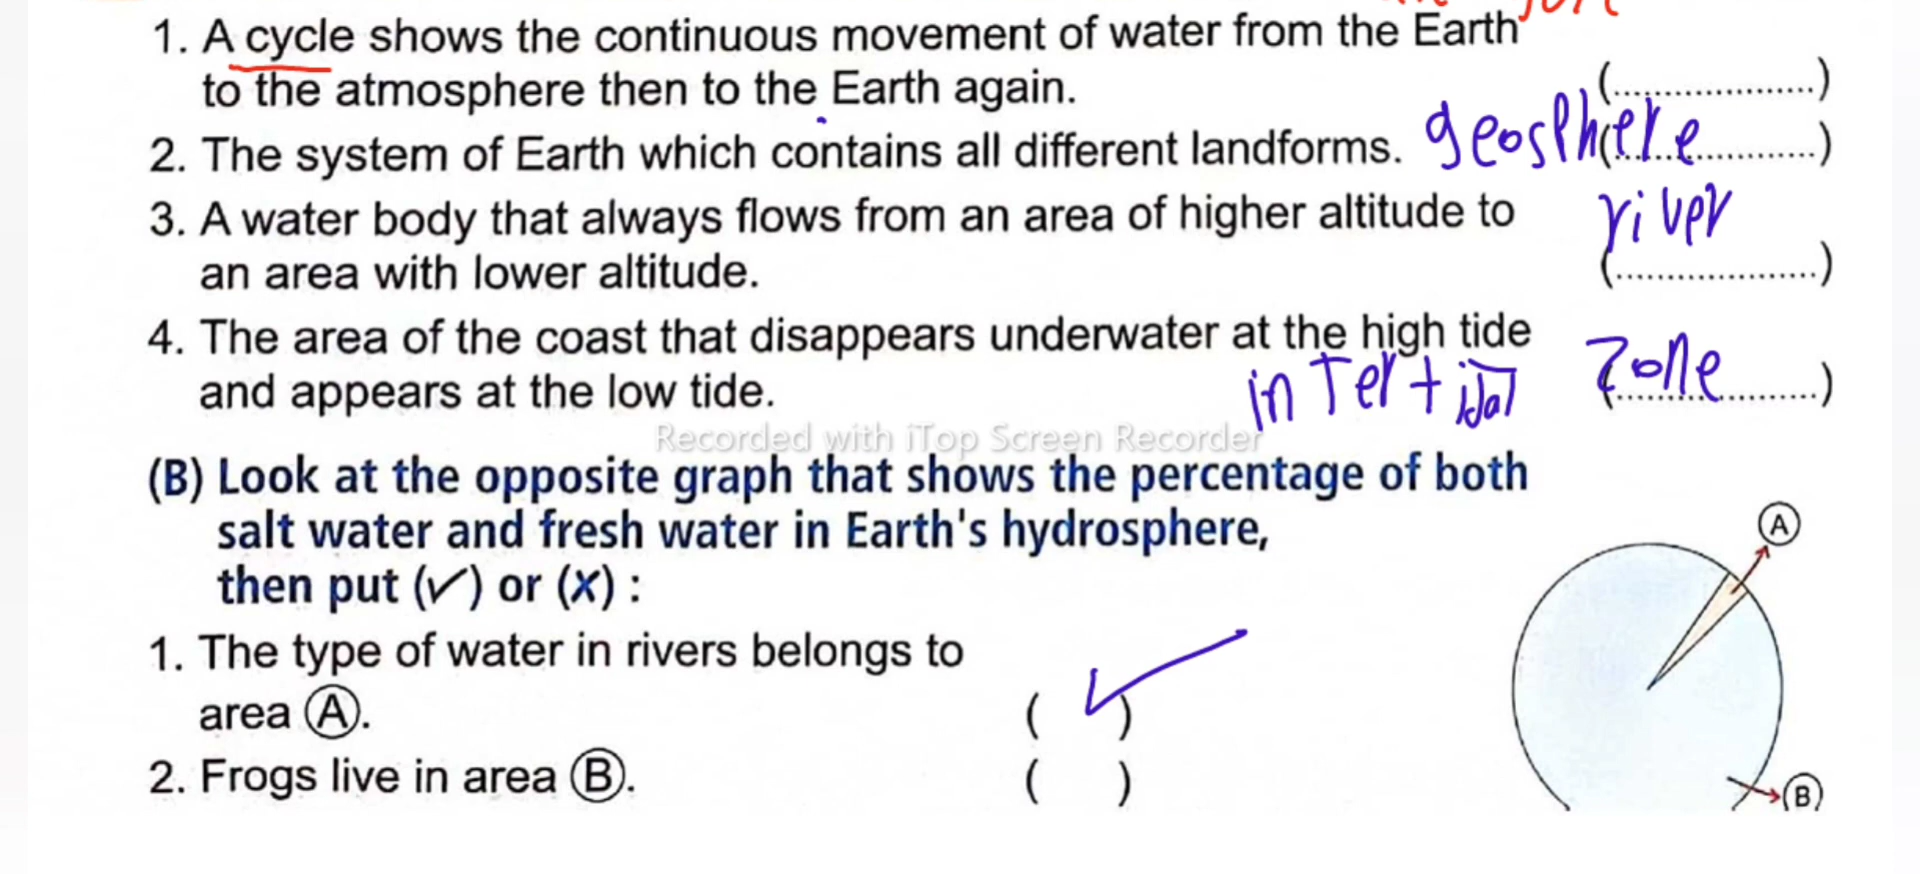 1. A cycle shows the continuous movement of water from the Earth
to the atmosphere then to the Earth again. (....................)
2. The system of Earth which contains all different landforms. geosphere (....................)
3. A water body that always flows from an area of higher altitude to river
an area with lower altitude. (....................)
4. The area of the coast that disappears underwater at the high tide
and appears at the low tide. intertidal zone (....................)
Recorded with iTop Screen Recorder
(B) Look at the opposite graph that shows the percentage of both
salt water and fresh water in Earth's hydrosphere,
then put (✓) or (x) :
A
1. The type of water in rivers belongs to
area Ⓐ. ( ✓ )
2. Frogs live in area Ⓑ. ( )
B